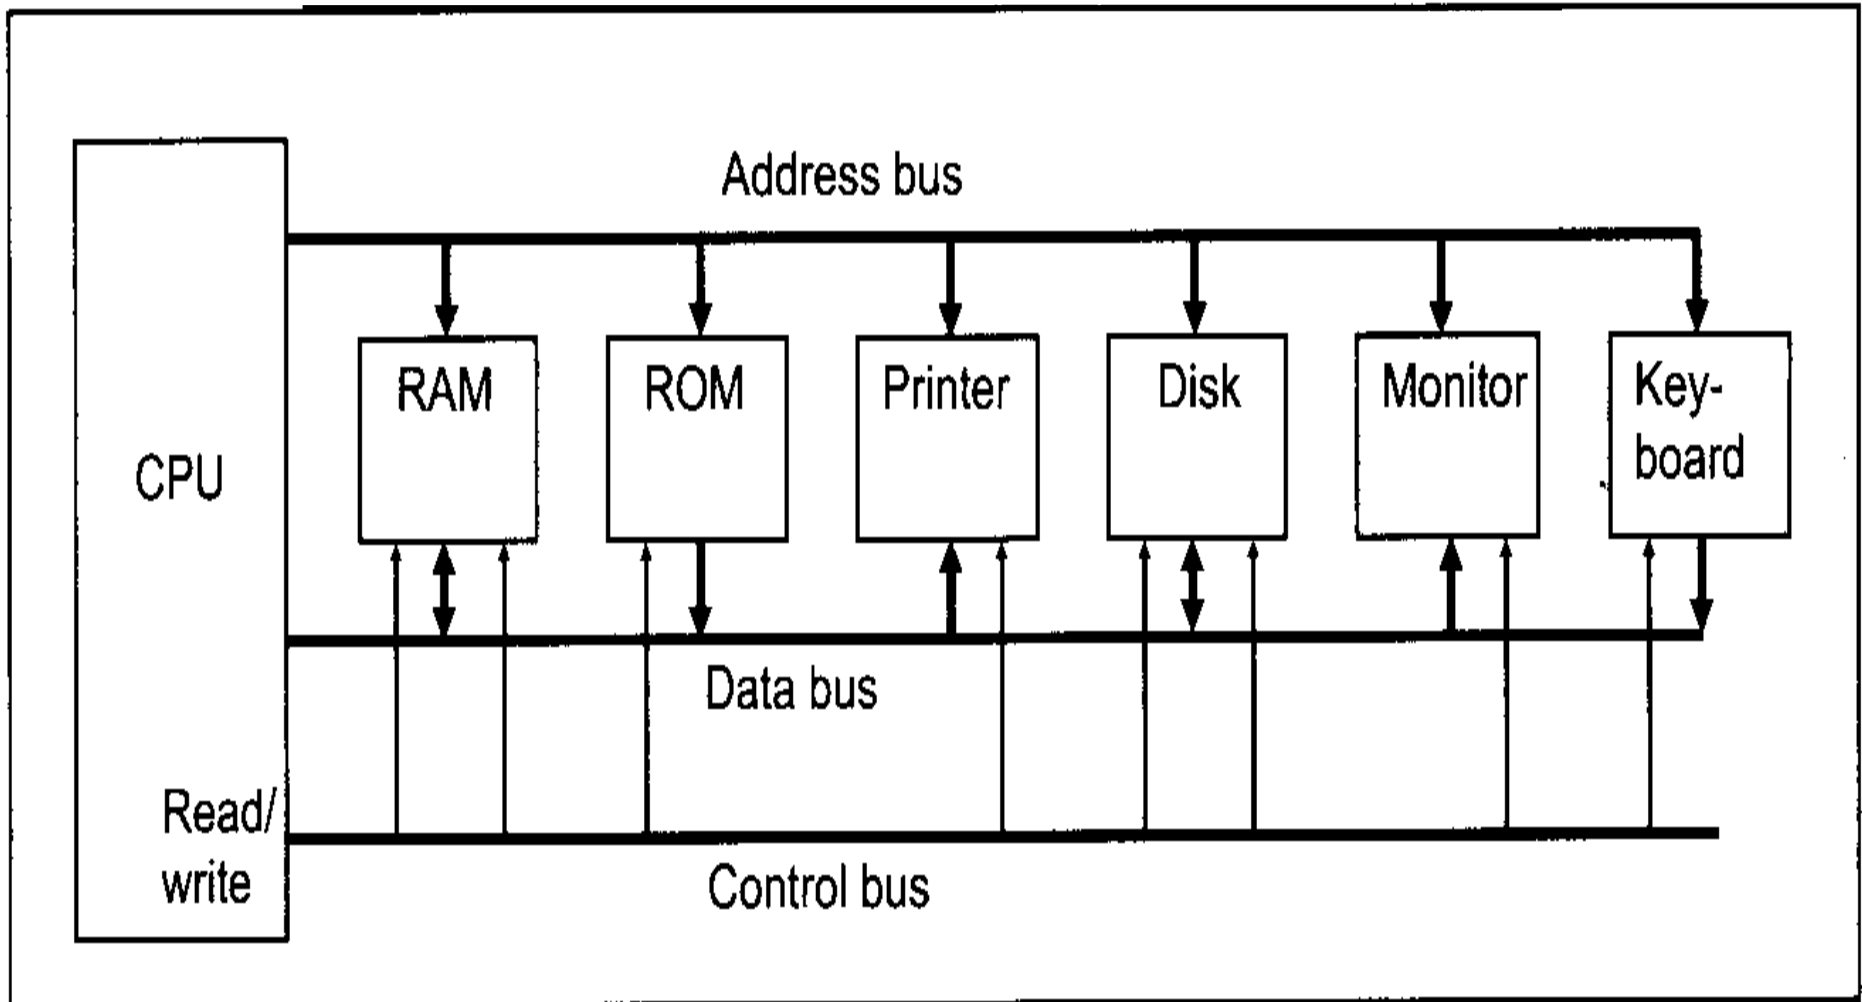 Address bus
RAM
ROM
Printer
Disk
Monitor
Key-
board
CPU
Data bus
Read/
write
Control bus